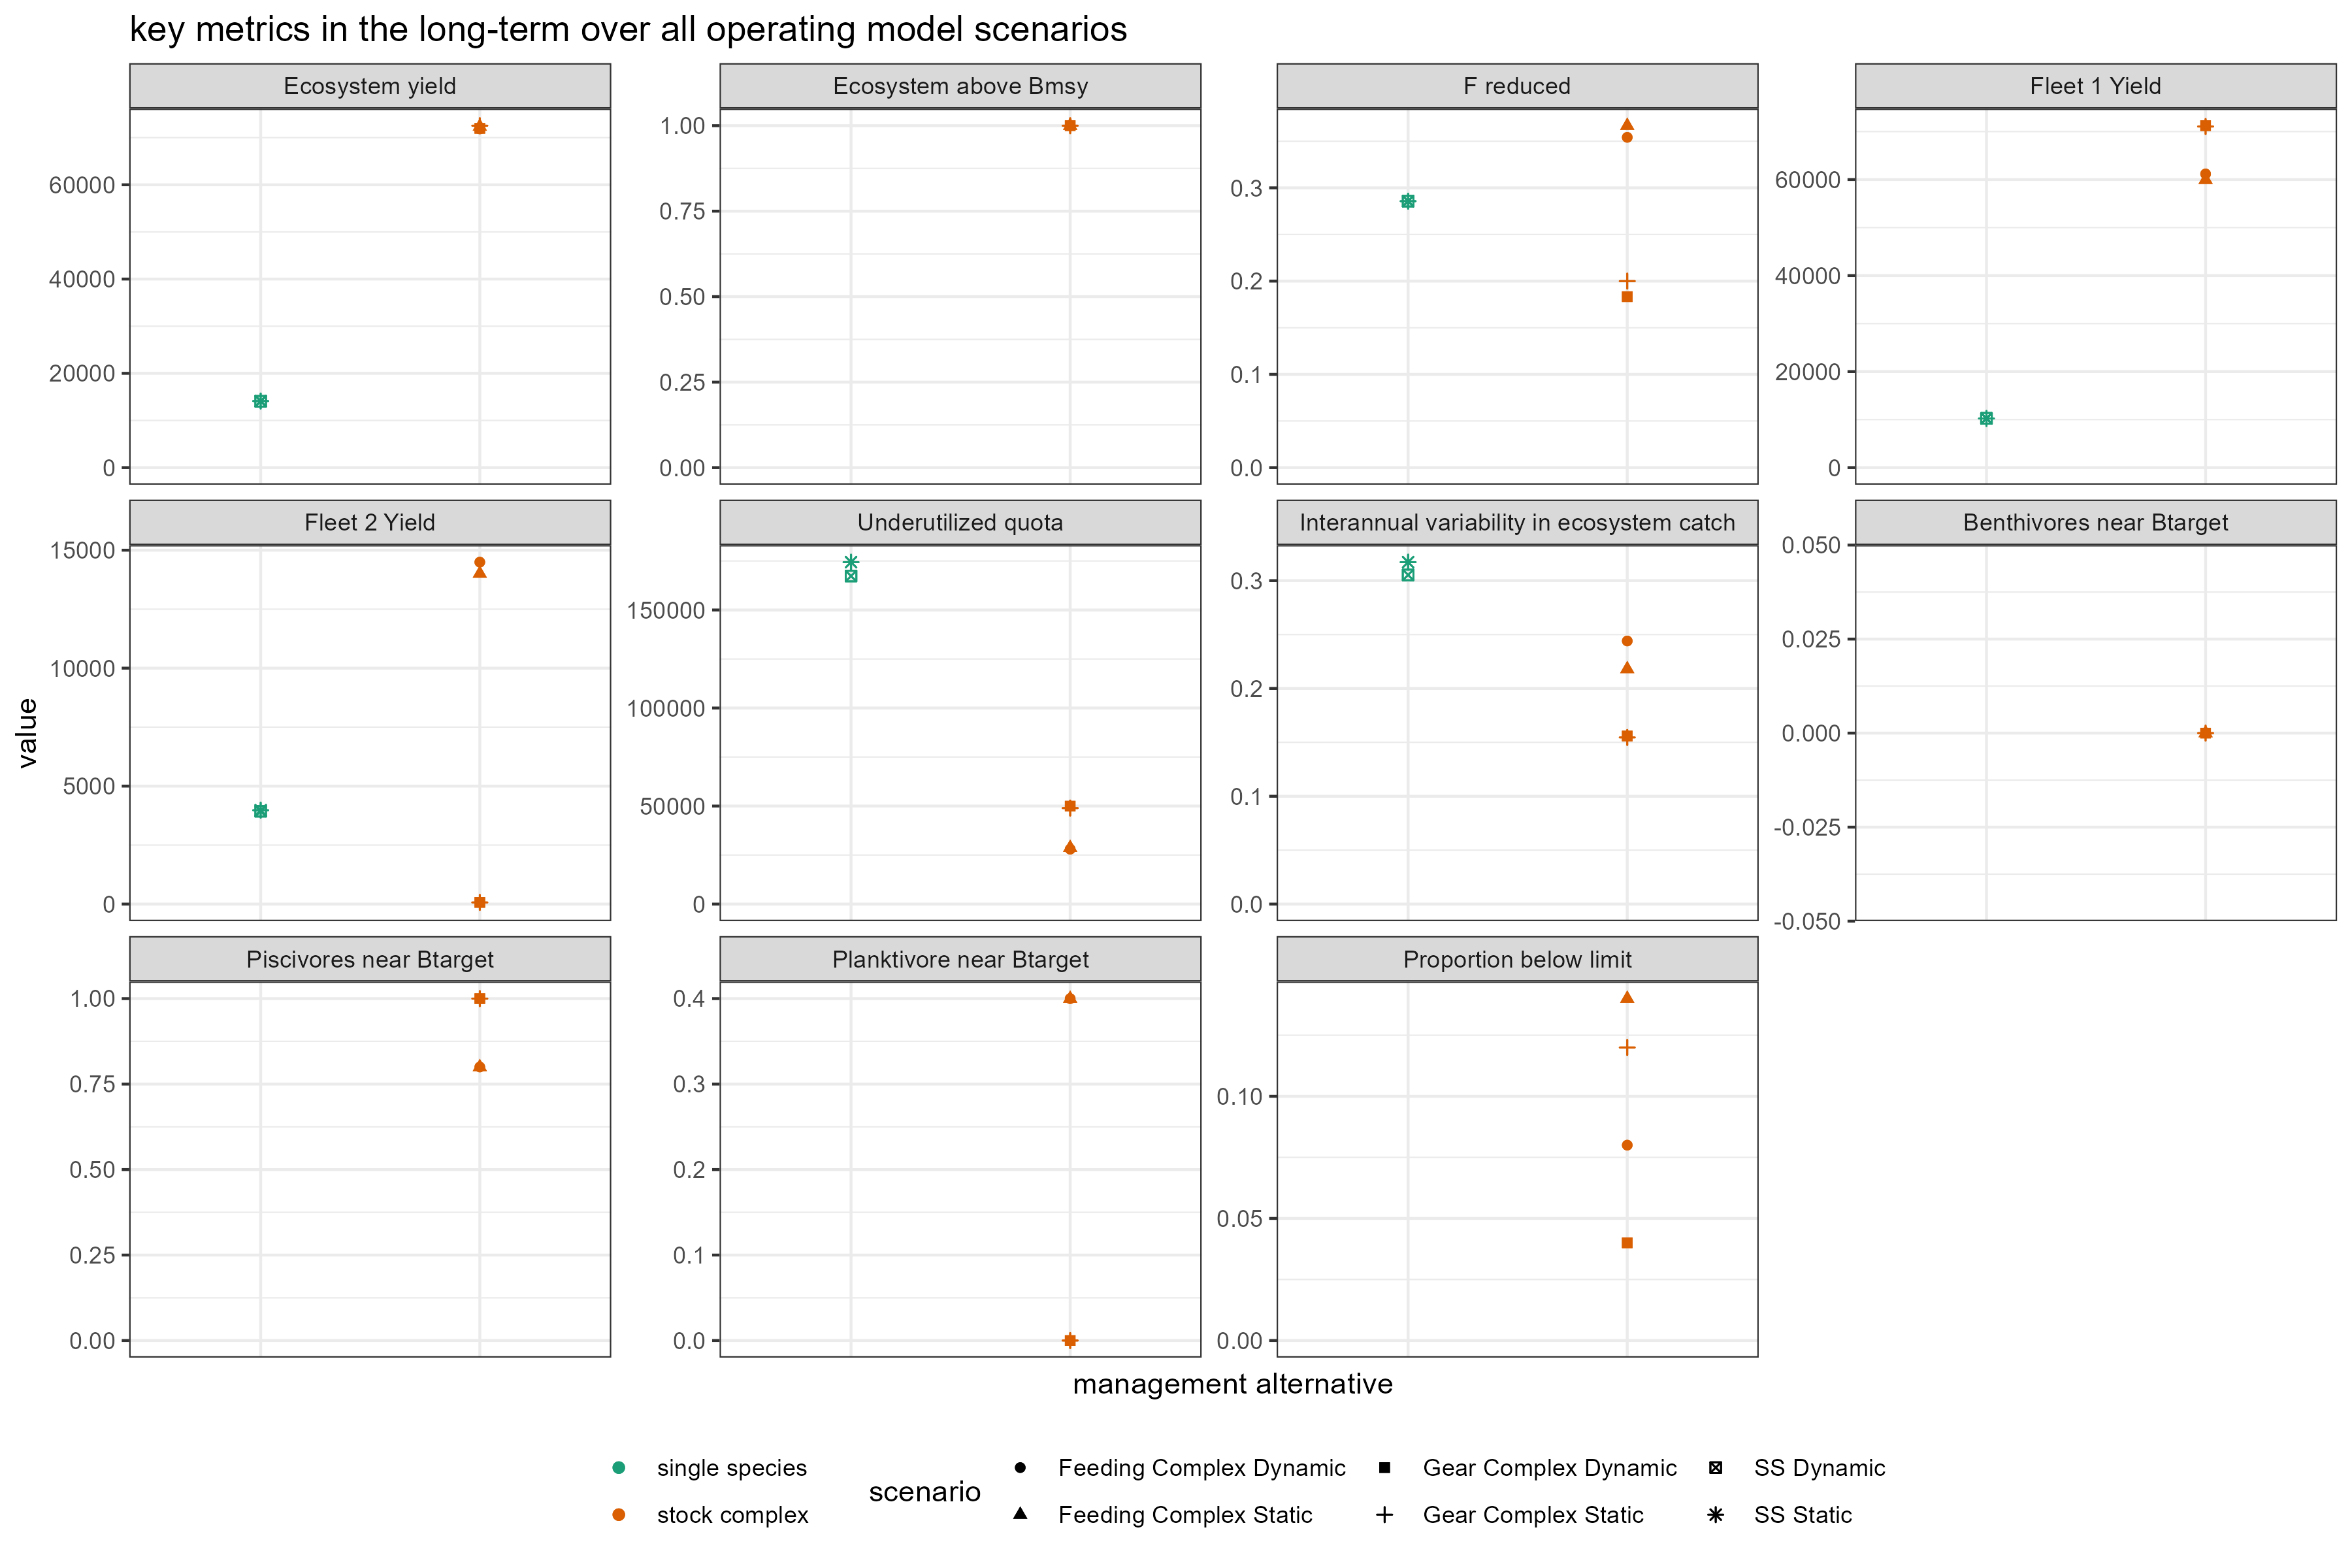 key metrics in the long-term over all operating model scenarios
Ecosystem yield
Ecosystem above Bmsy
F reduced
Fleet 1 Yield
60000
40000
20000
0
1.00
0.75
0.50
0.25
0.00
0.3
0.2
0.1
0.0
60000
40000
20000
0
Fleet 2 Yield
Underutilized quota
Interannual variability in ecosystem catch
Benthivores near Btarget
15000
10000
5000
0
150000
100000
50000
0
0.3
0.2
0.1
0.0
0.050
0.025
0.000
-0.025
-0.050
value
Piscivores near Btarget
Planktivore near Btarget
Proportion below limit
1.00
0.75
0.50
0.25
0.00
0.4
0.3
0.2
0.1
0.0
0.10
0.05
0.00
management alternative
single species
stock complex
scenario
Feeding Complex Dynamic
Feeding Complex Static
Gear Complex Dynamic
Gear Complex Static
SS Dynamic
SS Static